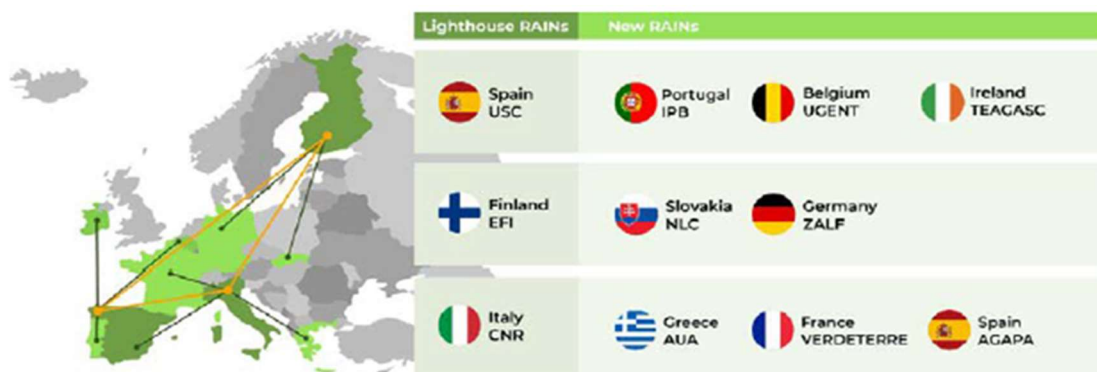 Lighthouse RAINs
New RAINs
Spain
USC
Portugal
IPB
Belgium
UGENT
Ireland
TEAGASC
Finland
EFI
Slovakia
NLC
Germany
ZALF
Italy
CNR
Greece
AUA
France
VERDETERRE
Spain
AGAPA